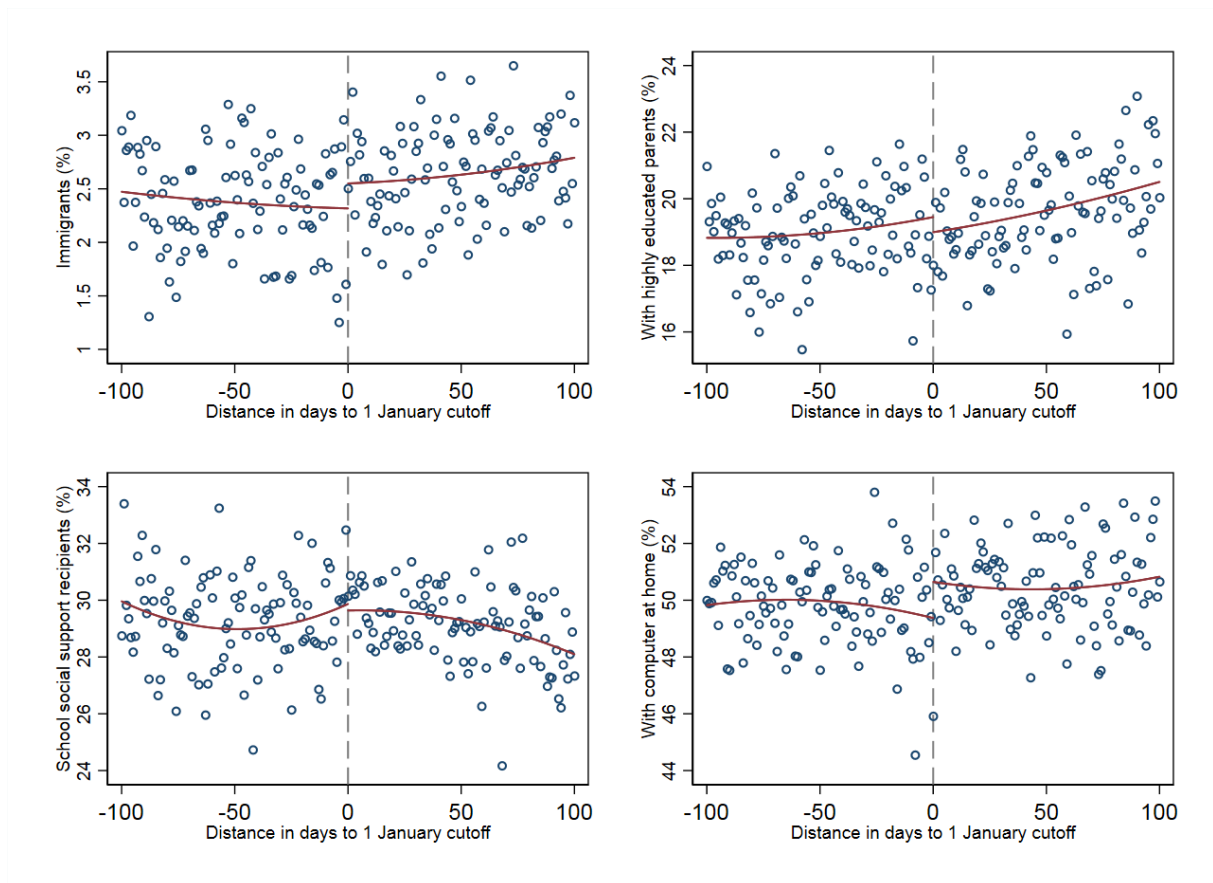 Immigrants (%)
3.5
3
2.5
2
1.5
1
-100 -50 0 50 100
Distance in days to 1 January cutoff
With highly educated parents (%)
24
22
20
18
16
-100 -50 0 50 100
Distance in days to 1 January cutoff
School social support recipients (%)
34
32
30
28
26
24
-100 -50 0 50 100
Distance in days to 1 January cutoff
With computer at home (%)
54
52
50
48
46
44
-100 -50 0 50 100
Distance in days to 1 January cutoff